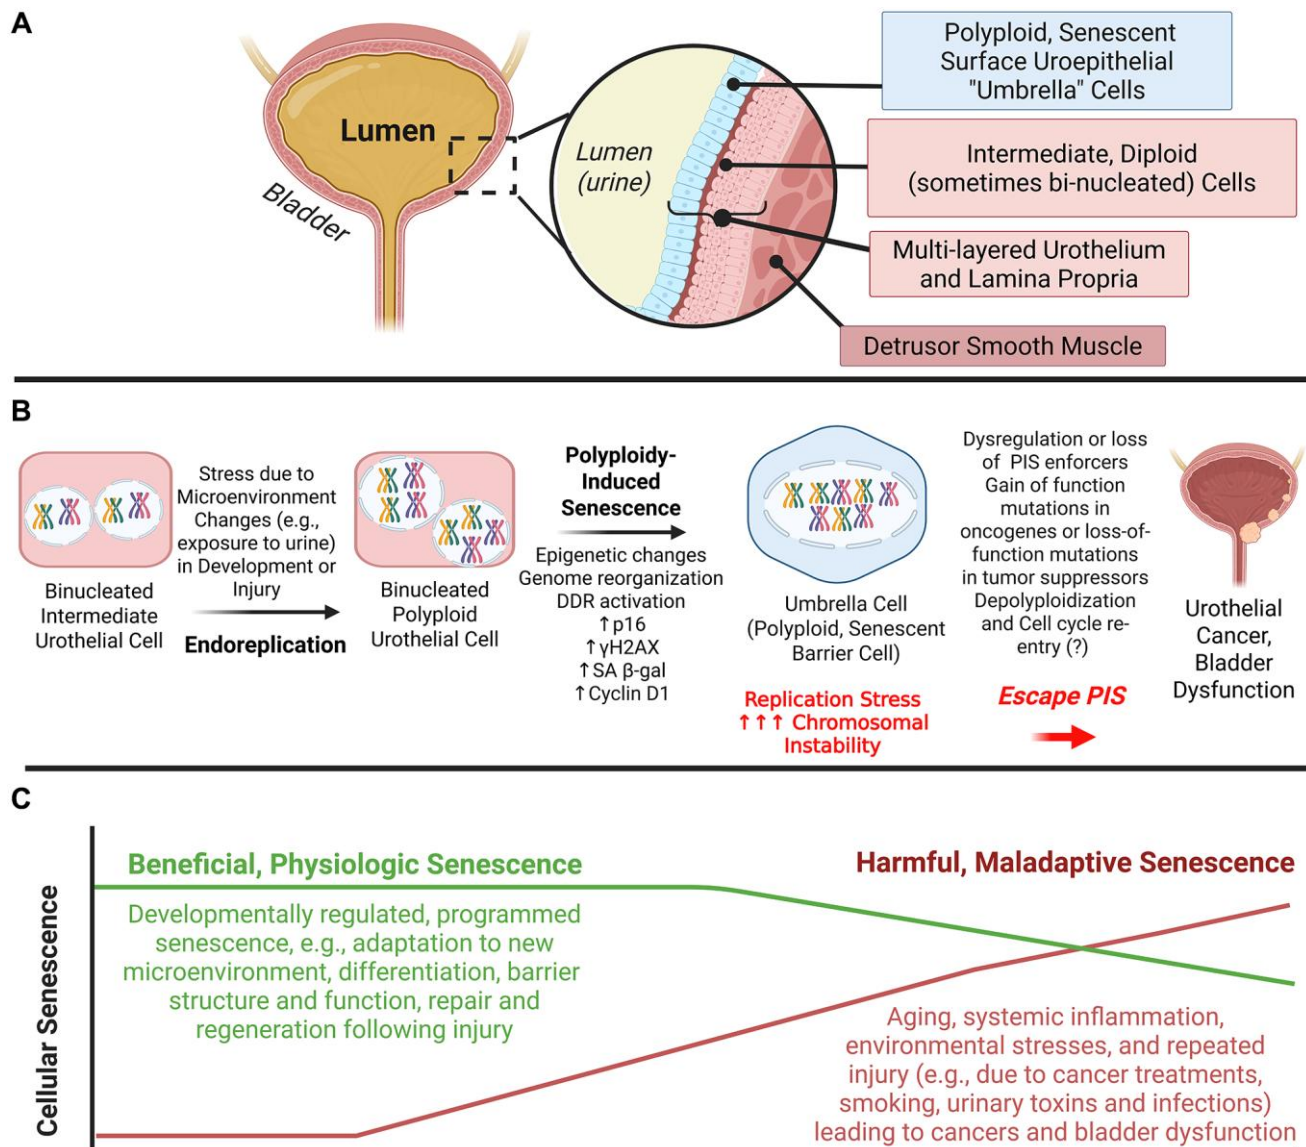 A
Lumen
Bladder
Lumen
(urine)
Polyploid, Senescent
Surface Uroepithelial
"Umbrella" Cells
Intermediate, Diploid
(sometimes bi-nucleated) Cells
Multi-layered Urothelium
and Lamina Propria
Detrusor Smooth Muscle
B
Binucleated
Intermediate
Urothelial Cell
Stress due to
Microenvironment
Changes (e.g.,
exposure to urine)
in Development or
Injury
Endoreplication
Binucleated
Polyploid
Urothelial Cell
Polyploidy-
Induced
Senescence
Epigenetic changes
Genome reorganization
DDR activation
↑p16
↑γH2AX
↑SA β-gal
↑Cyclin D1
Umbrella Cell
(Polyploid, Senescent
Barrier Cell)
Replication Stress
↑↑↑ Chromosomal
Instability
Dysregulation or loss
of PIS enforcers
Gain of function
mutations in
oncogenes or loss-of-
function mutations
in tumor suppressors
Depolyploidization
and Cell cycle re-
entry (?)
Escape PIS
Urothelial
Cancer,
Bladder
Dysfunction
C
Cellular Senescence
Beneficial, Physiologic Senescence
Developmentally regulated, programmed
senescence, e.g., adaptation to new
microenvironment, differentiation, barrier
structure and function, repair and
regeneration following injury
Harmful, Maladaptive Senescence
Aging, systemic inflammation,
environmental stresses, and repeated
injury (e.g., due to cancer treatments,
smoking, urinary toxins and infections)
leading to cancers and bladder dysfunction